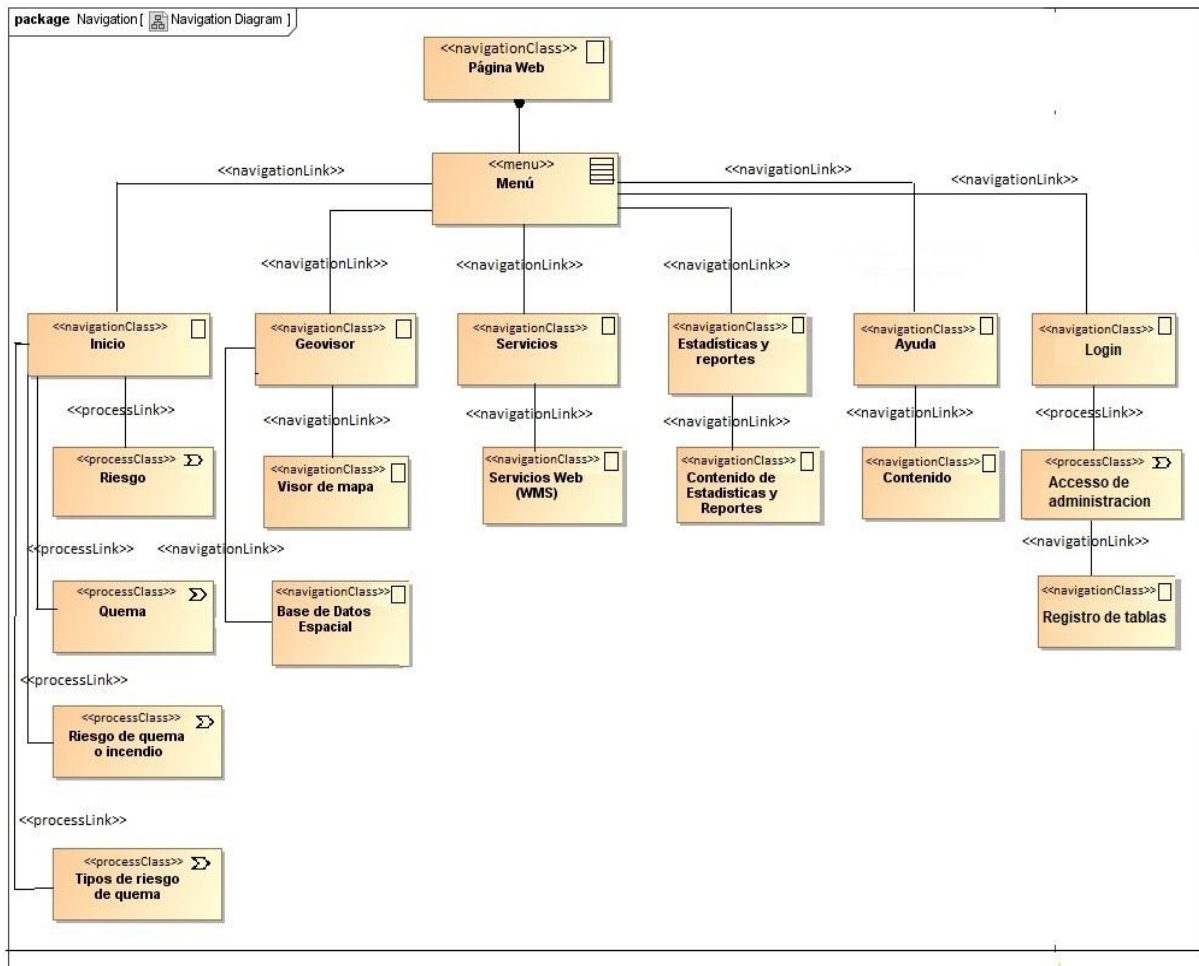 package Navigation [ Navigation Diagram ]
<<navigationClass>>
Página Web
<<menu>>
Menú
<<navigationLink>>
<<navigationLink>>
<<navigationLink>>
<<navigationLink>>
<<navigationLink>>
<<navigationLink>>
<<navigationClass>>
Inicio
<<navigationClass>>
Geovisor
<<navigationClass>>
Servicios
<<navigationClass>>
Estadísticas y
reportes
<<navigationClass>>
Ayuda
<<navigationClass>>
Login
<<processLink>>
<<navigationLink>>
<<navigationLink>>
<<navigationLink>>
<<navigationLink>>
<<processLink>>
<<processClass>>
Riesgo
<<navigationClass>>
Visor de mapa
<<navigationClass>>
Servicios Web
(WMS)
<<navigationClass>>
Contenido de
Estadisticas y
Reportes
<<navigationClass>>
Contenido
<<processClass>>
Accesso de
administracion
<<processLink>>
<<navigationLink>>
<<navigationLink>>
<<processClass>>
Quema
<<navigationClass>>
Base de Datos
Espacial
<<navigationClass>>
Registro de tablas
<<processLink>>
<<processClass>>
Riesgo de quema
o incendio
<<processLink>>
<<processClass>>
Tipos de riesgo
de quema